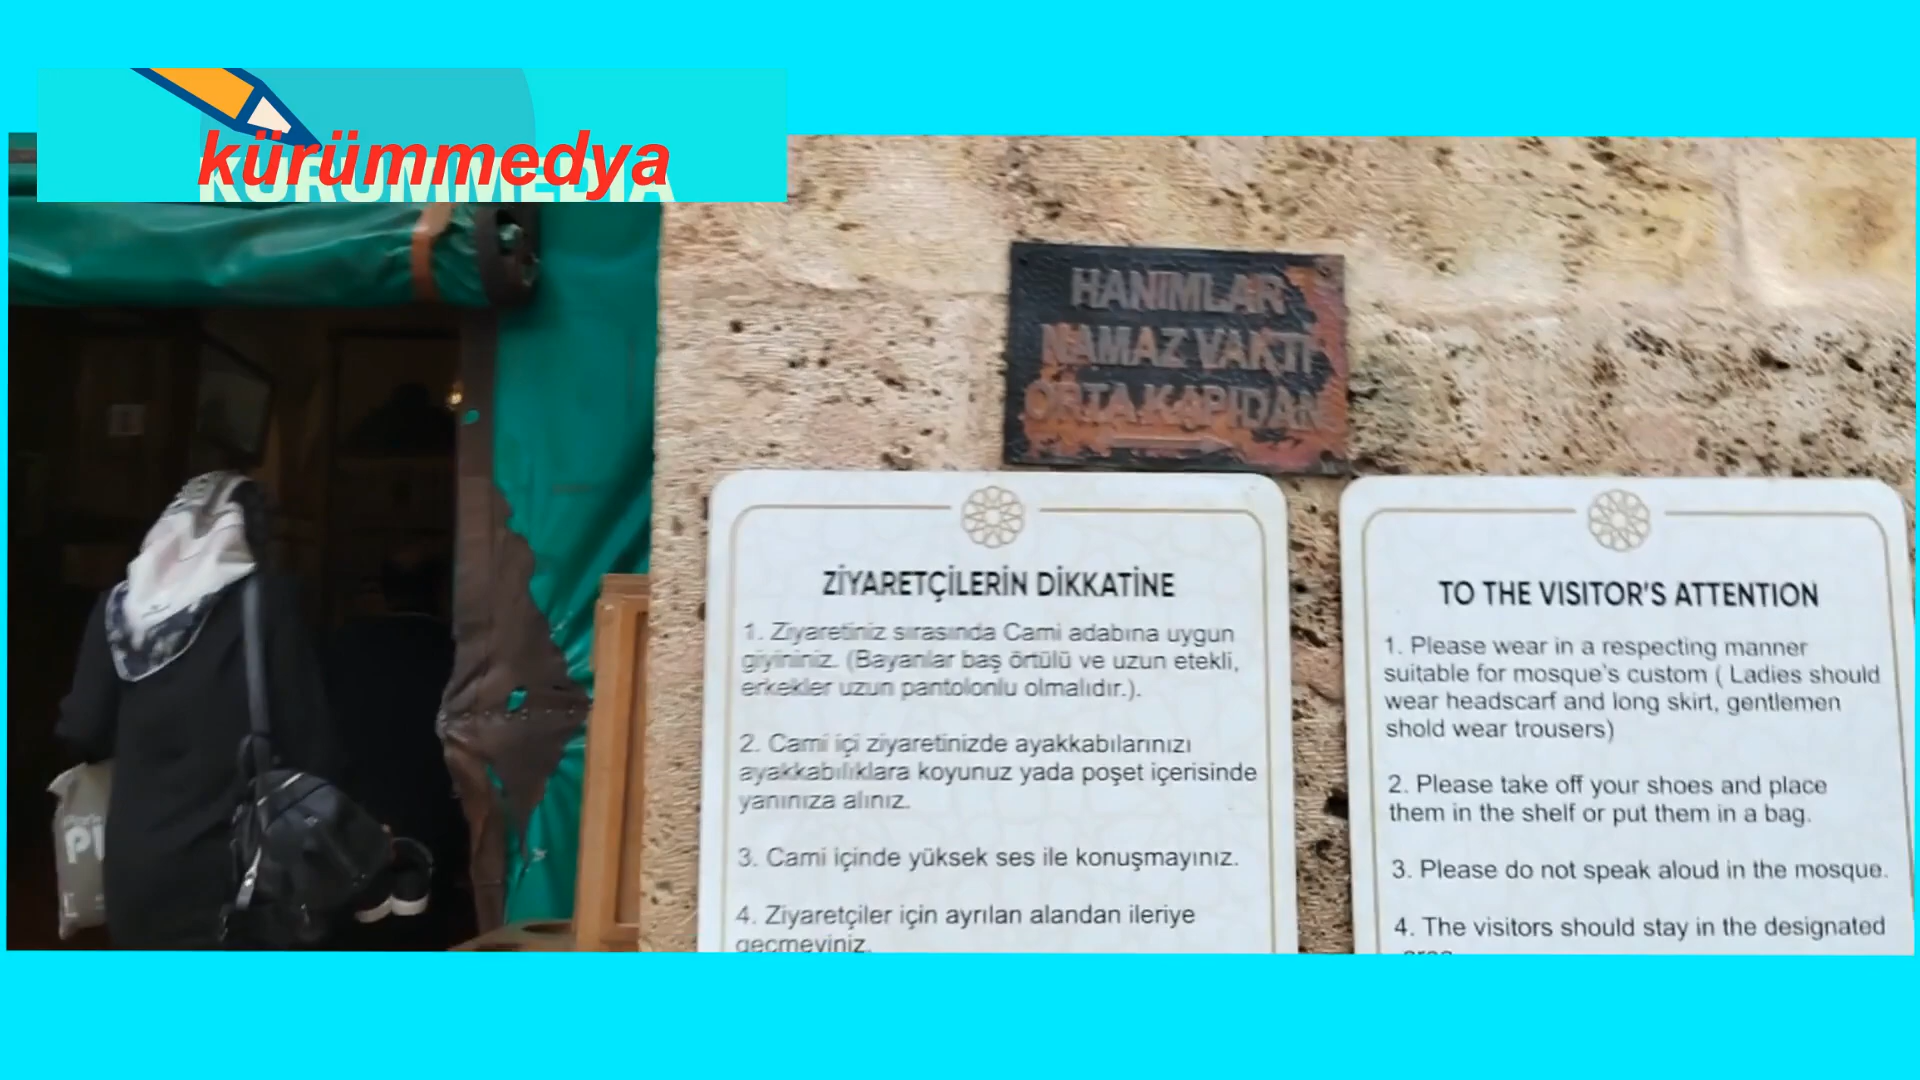 kürümmedya
KÜRÜMMEDIA
HANIMLAR
NAMAZ VAKTİ
ORTA KAPIDAN
ZİYARETÇİLERİN DİKKATİNE
1. Ziyaretiniz sırasında Cami adabına uygun
giyininiz. (Bayanlar baş örtülü ve uzun etekli,
erkekler uzun pantolonlu olmalıdır.).
2. Cami içi ziyaretinizde ayakkabılarınızı
ayakkabılıklara koyunuz yada poşet içerisinde
yanınıza alınız.
3. Cami içinde yüksek ses ile konuşmayınız.
4. Ziyaretçiler için ayrılan alandan ileriye
geçmeyiniz.
TO THE VISITOR'S ATTENTION
1. Please wear in a respecting manner
suitable for mosque's custom ( Ladies should
wear headscarf and long skirt, gentlemen
shold wear trousers)
2. Please take off your shoes and place
them in the shelf or put them in a bag.
3. Please do not speak aloud in the mosque.
4. The visitors should stay in the designated
area